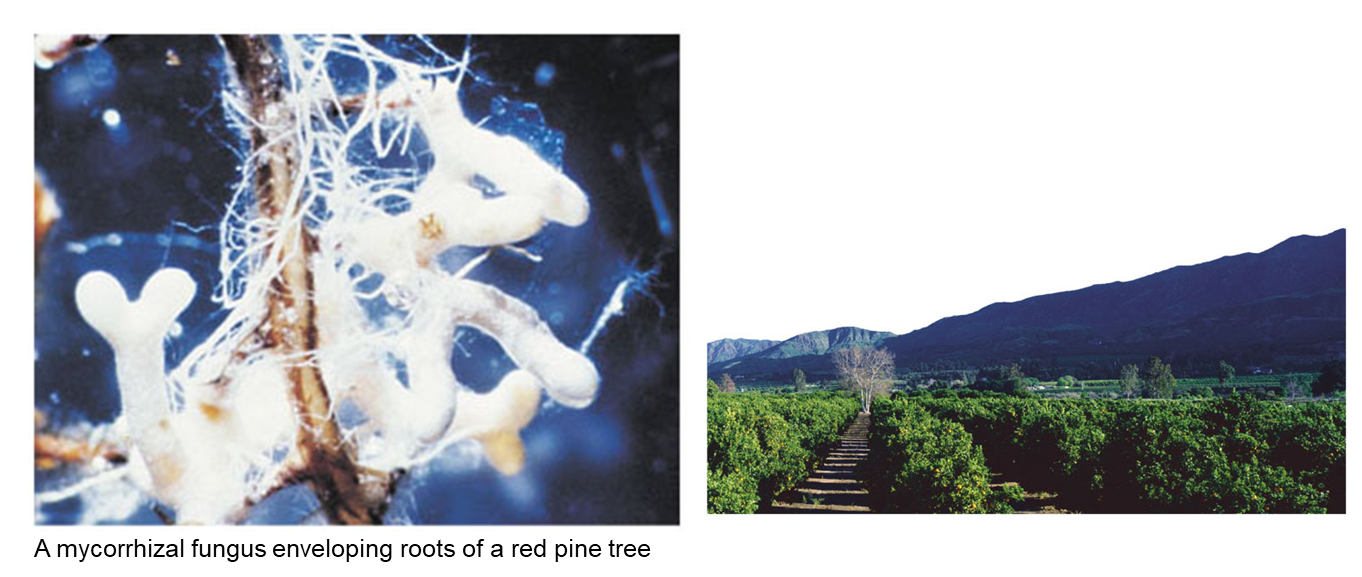 A mycorrhizal fungus enveloping roots of a red pine tree